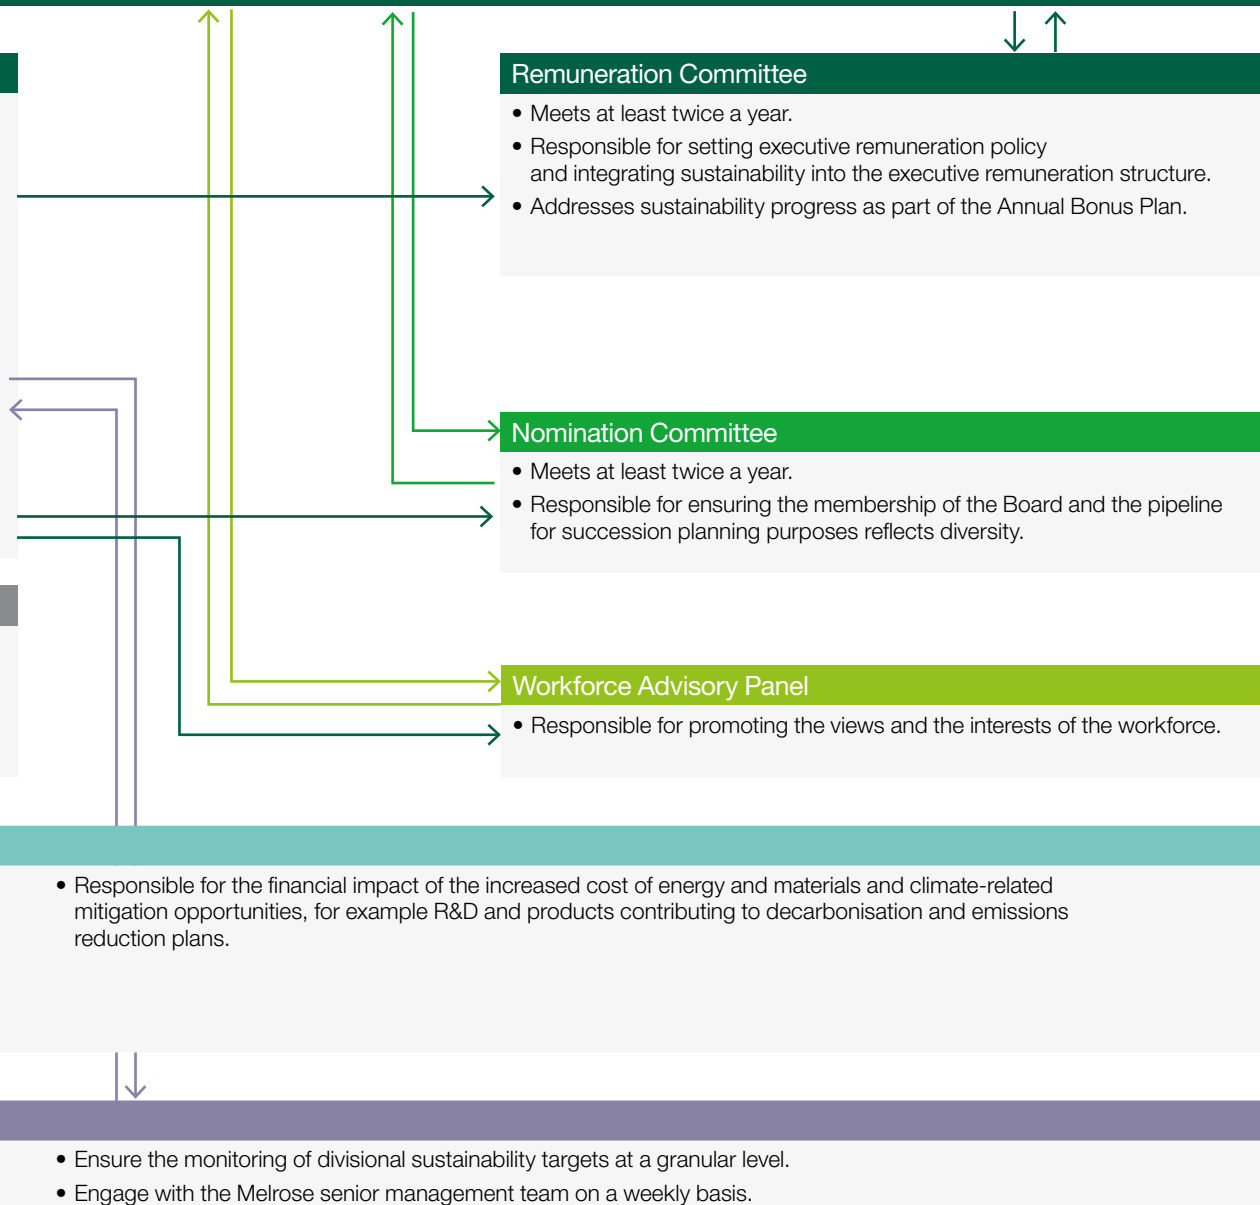 Remuneration Committee
• Meets at least twice a year.
• Responsible for setting executive remuneration policy
and integrating sustainability into the executive remuneration structure.
• Addresses sustainability progress as part of the Annual Bonus Plan.
Nomination Committee
• Meets at least twice a year.
• Responsible for ensuring the membership of the Board and the pipeline
for succession planning purposes reflects diversity.
Workforce Advisory Panel
• Responsible for promoting the views and the interests of the workforce.
• Responsible for the financial impact of the increased cost of energy and materials and climate-related
mitigation opportunities, for example R&D and products contributing to decarbonisation and emissions
reduction plans.
• Ensure the monitoring of divisional sustainability targets at a granular level.
• Engage with the Melrose senior management team on a weekly basis.